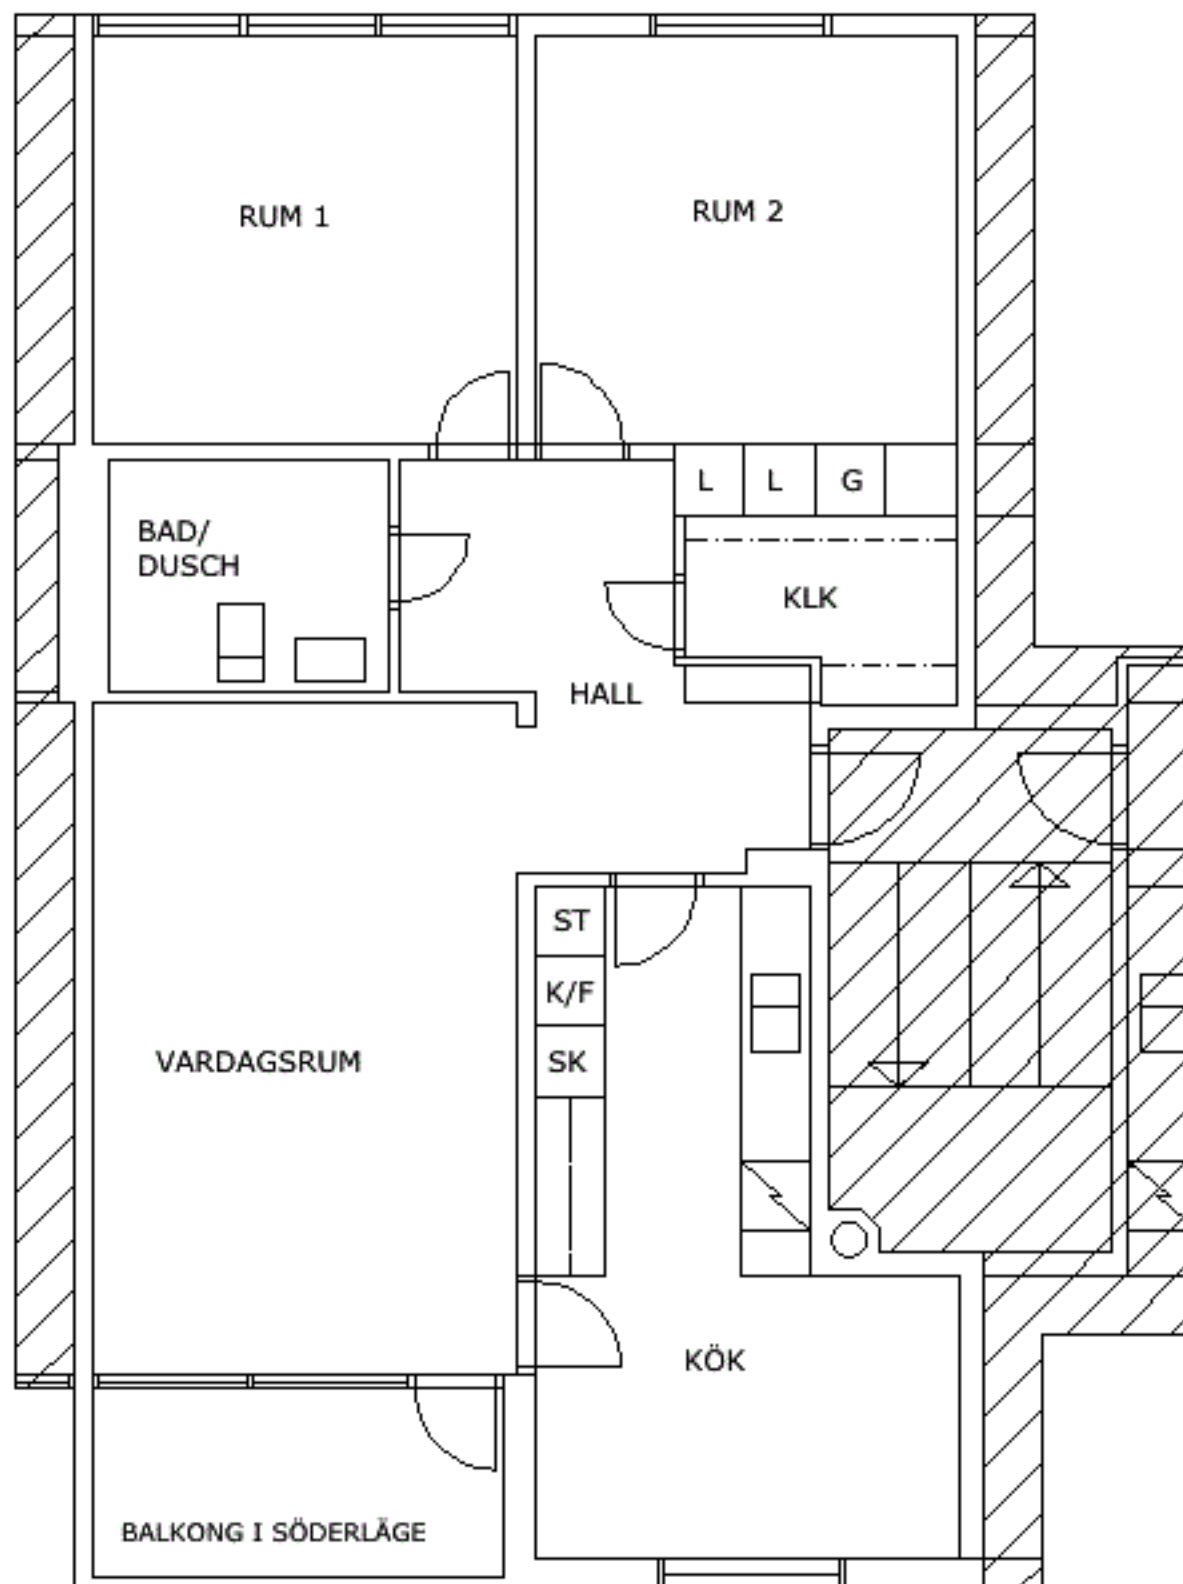 RUM 1
RUM 2
L
L
G
BAD/
DUSCH
KLK
HALL
ST
K/F
SK
VARDAGSRUM
KÖK
BALKONG I SÖDERLÄGE